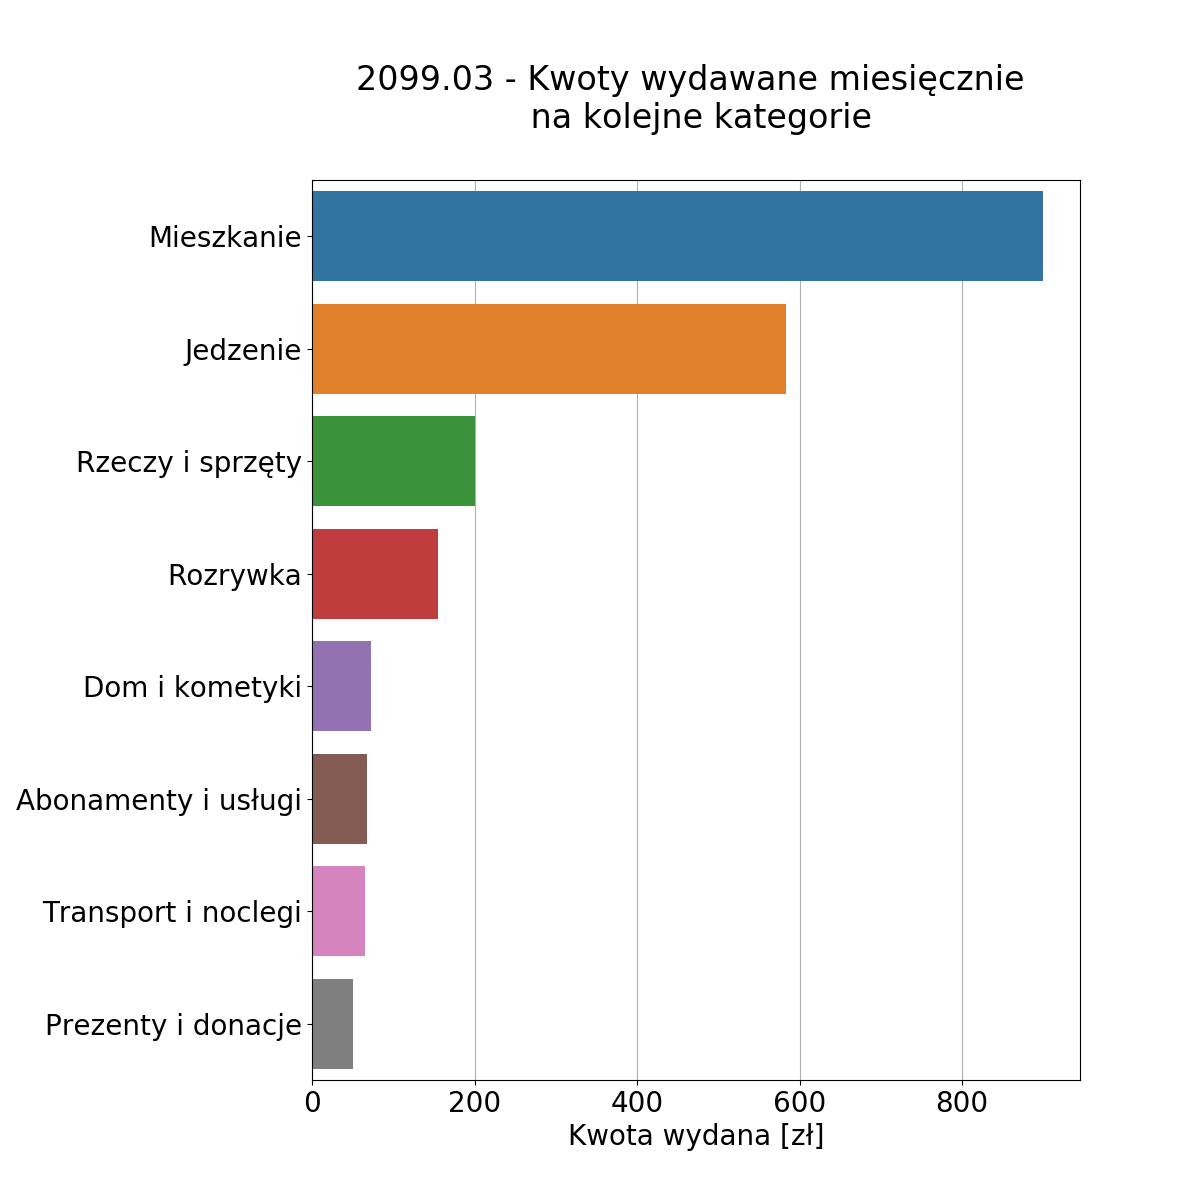 2099.03 - Kwoty wydawane miesięcznie
na kolejne kategorie
Mieszkanie
Jedzenie
Rzeczy i sprzęty
Rozrywka
Dom i kometyki
Abonamenty i usługi
Transport i noclegi
Prezenty i donacje
0 200 400 600 800
Kwota wydana [zł]